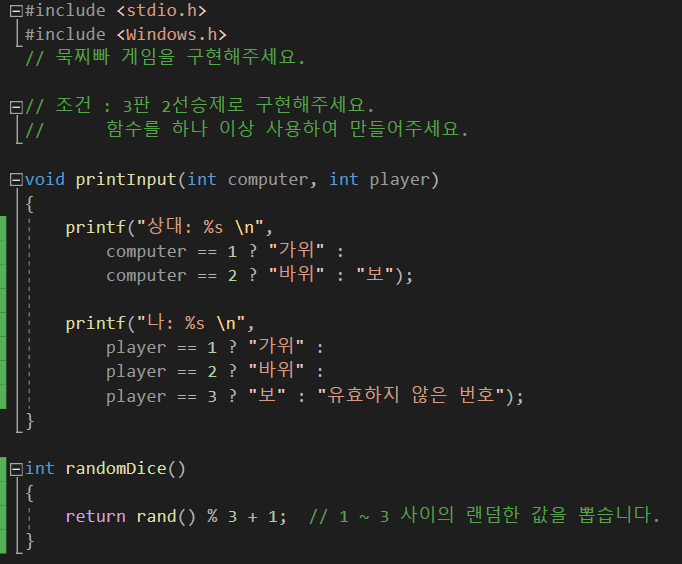 #include <stdio.h>
#include <Windows.h>
// 묵찌빠 게임을 구현해주세요.
// 조건 : 3판 2선승제로 구현해주세요.
//      함수를 하나 이상 사용하여 만들어주세요.
void printInput(int computer, int player)
{
    printf("상대: %s \n",
        computer == 1 ? "가위" :
        computer == 2 ? "바위" : "보");
    printf("나: %s \n",
        player == 1 ? "가위" :
        player == 2 ? "바위" :
        player == 3 ? "보" : "유효하지 않은 번호");
}
int randomDice()
{
    return rand() % 3 + 1;  // 1 ~ 3 사이의 랜덤한 값을 뽑습니다.
}